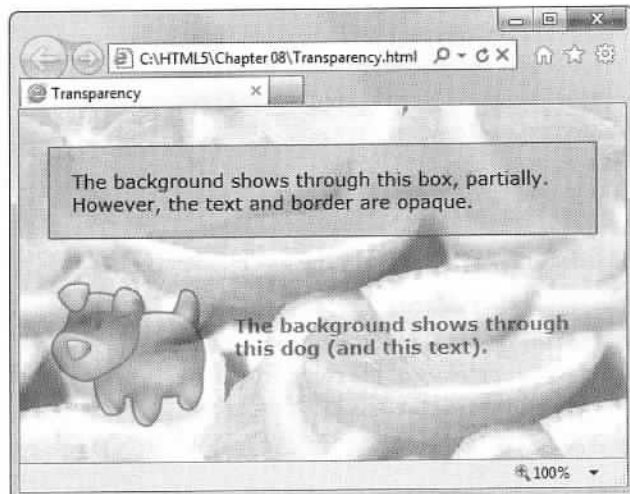 C:\HTML5\Chapter 08\Transparency.html
Transparency
The background shows through this box, partially.
However, the text and border are opaque.
The background shows through
this dog (and this text).
100%